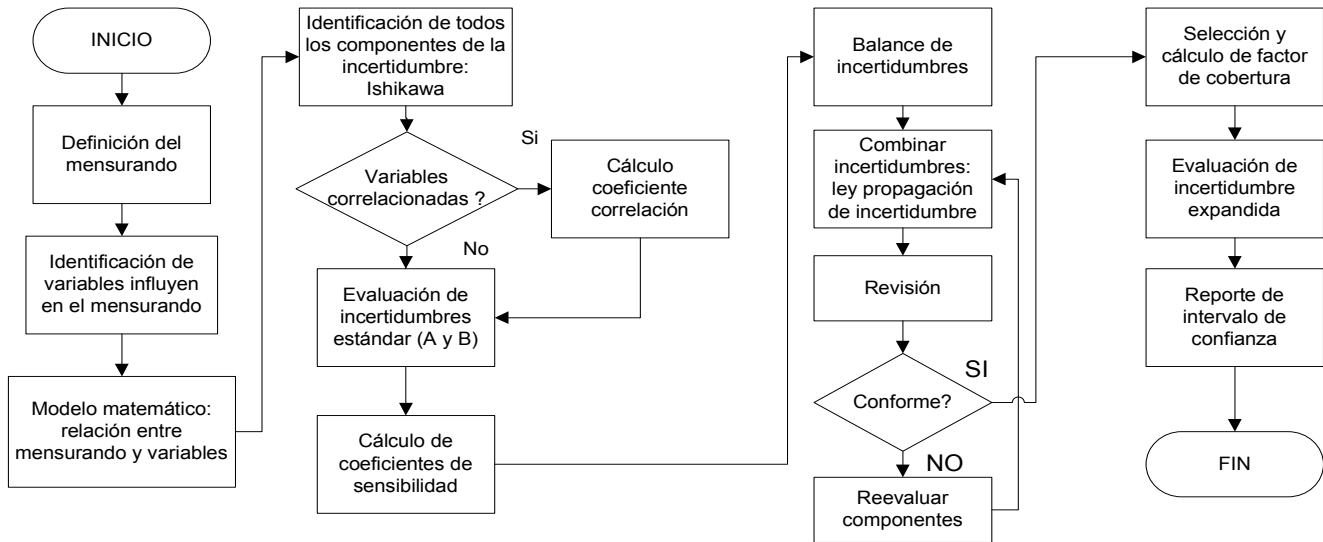 INICIO
Definición del
mensurando
Identificación de
variables influyen
en el mensurando
Modelo matemático:
relación entre
mensurando y variables
Identificación de todos
los componentes de la
incertidumbre:
Ishikawa
Variables
correlacionadas ?
Si
Cálculo
coeficiente
correlación
No
Evaluación de
incertidumbres
estándar (A y B)
Cálculo de
coeficientes de
sensibilidad
Balance de
incertidumbres
Combinar
incertidumbres:
ley propagación
de incertidumbre
Revisión
Conforme?
SI
NO
Reevaluar
componentes
Selección y
cálculo de factor
de cobertura
Evaluación de
incertidumbre
expandida
Reporte de
intervalo de
confianza
FIN